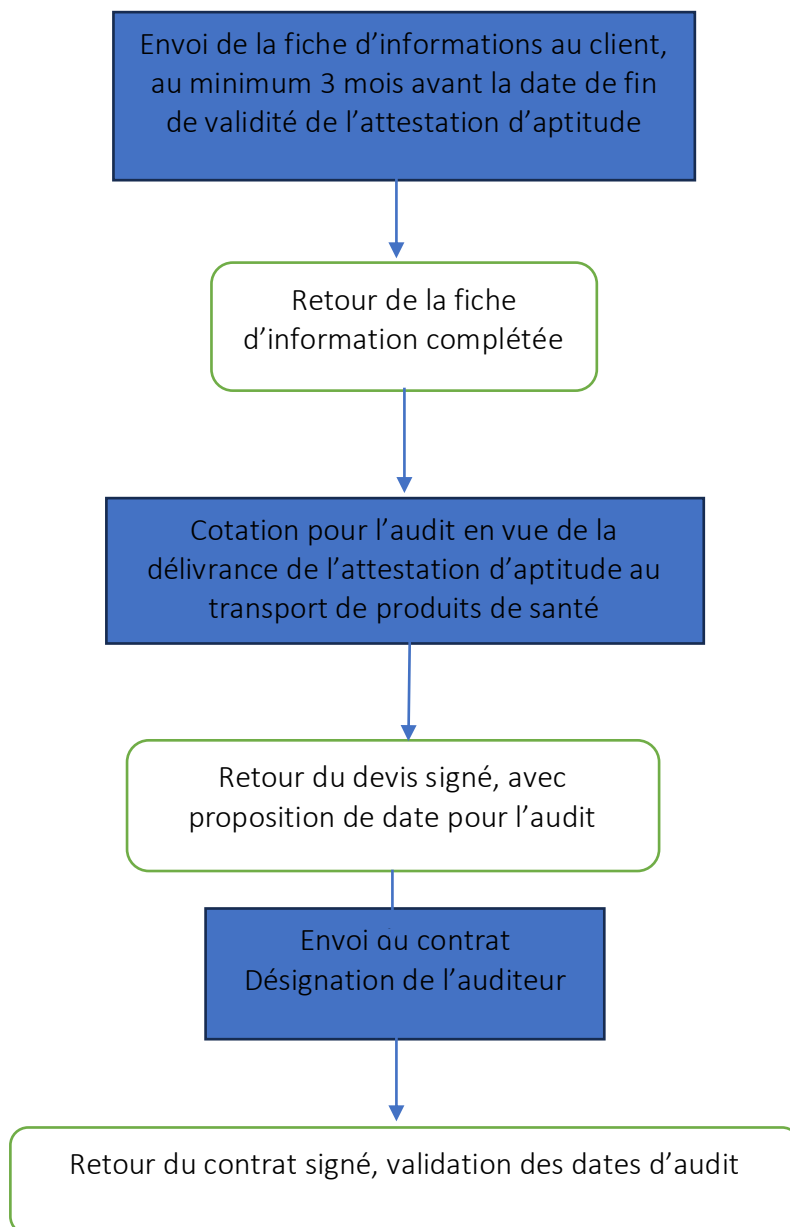 Envoi de la fiche d’informations au client,
au minimum 3 mois avant la date de fin
de validité de l’attestation d’aptitude
Retour de la fiche
d’information complétée
Cotation pour l’audit en vue de la
délivrance de l’attestation d’aptitude au
transport de produits de santé
Retour du devis signé, avec
proposition de date pour l’audit
Envoi du contrat
Désignation de l’auditeur
Retour du contrat signé, validation des dates d’audit